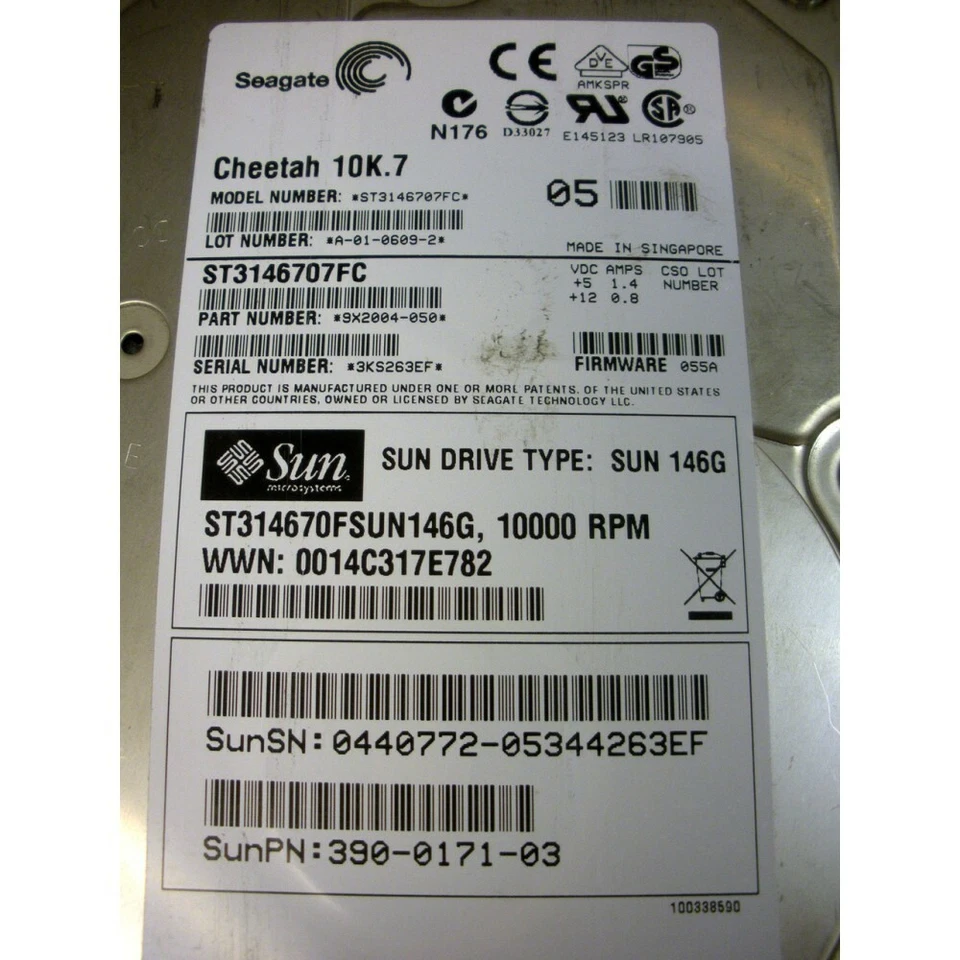 Seagate
CE
DVE
GS
AMKSPR
N176 D33027 E145123 LR107905
Cheetah 10K.7
MODEL NUMBER: *ST3146707FC*
05
LOT NUMBER: *A-01-0609-2*
MADE IN SINGAPORE
ST3146707FC
VDC AMPS CSO LOT
+5 1.4 NUMBER
+12 0.8
PART NUMBER: *9X2004-050*
SERIAL NUMBER: *3KS263EF*
FIRMWARE 055A
THIS PRODUCT IS MANUFACTURED UNDER ONE OR MORE PATENTS, OF THE UNITED STATES
OR OTHER COUNTRIES, OWNED OR LICENSED BY SEAGATE TECHNOLOGY LLC.
Sun
microsystems
SUN DRIVE TYPE: SUN 146G
ST314670FSUN146G, 10000 RPM
WWN: 0014C317E782
SunSN:0440772-05344263EF
SunPN:390-0171-03
100338590